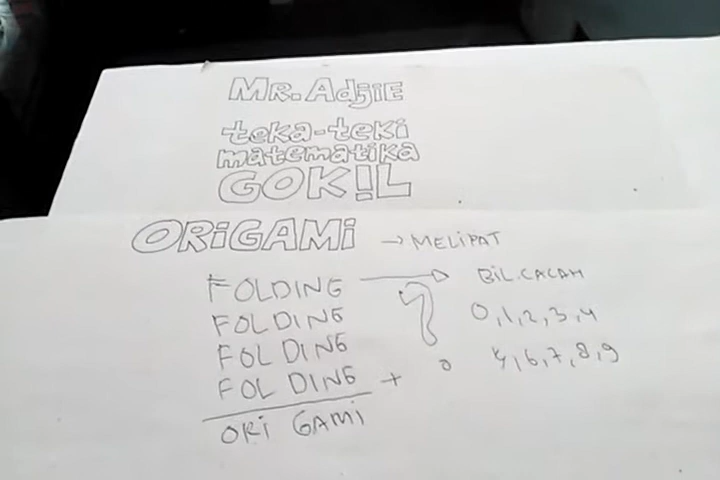 MR. ADjiE
teka-teki
matematika
GOK!L
ORiGAMi → MELIPAT
FOLDING → BIL.CACAH
FOLDING 0,1,2,3,4
FOLDING 5,6,7,8,9
FOLDING +
ORI GAMI
?